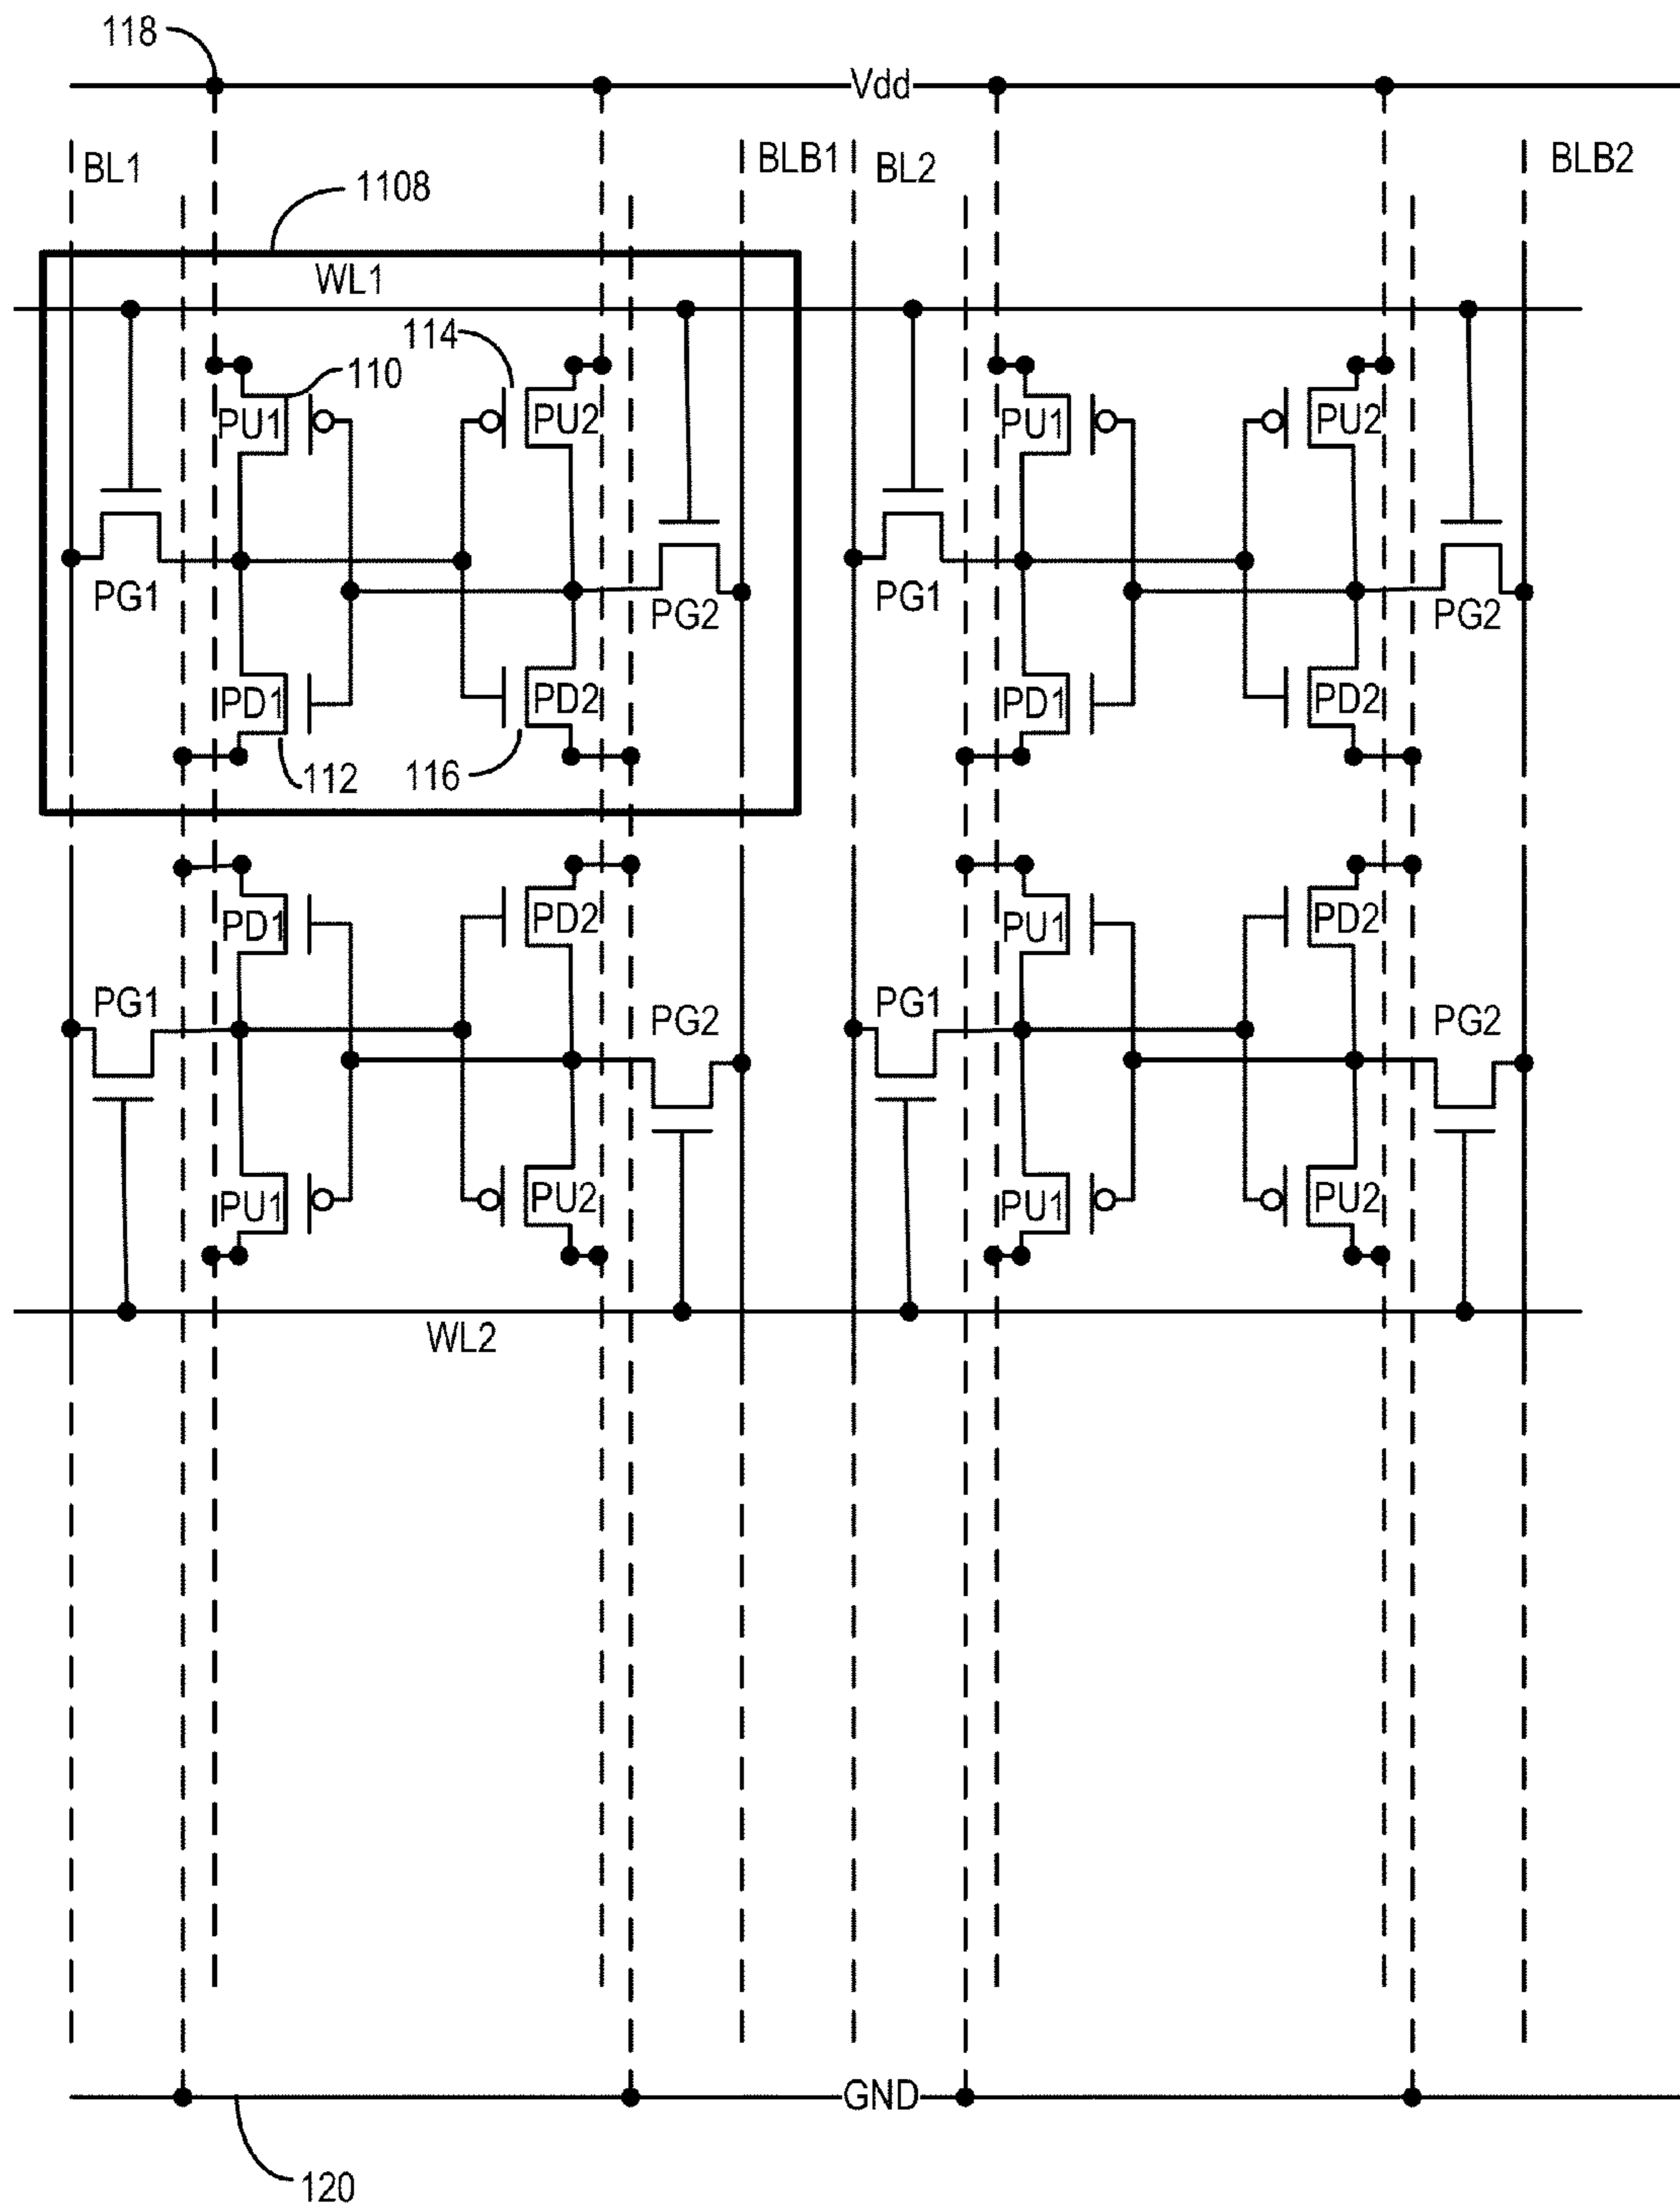 118
Vdd
BL1
BLB1
BL2
BLB2
1108
WL1
114
110
PU1
PU2
PU1
PU2
PG1
PG2
PG1
PG2
PD1
PD2
PD1
PD2
112
116
PD1
PD2
PU1
PD2
PG1
PG2
PG1
PG2
PU1
PU2
PU1
PU2
WL2
GND
120